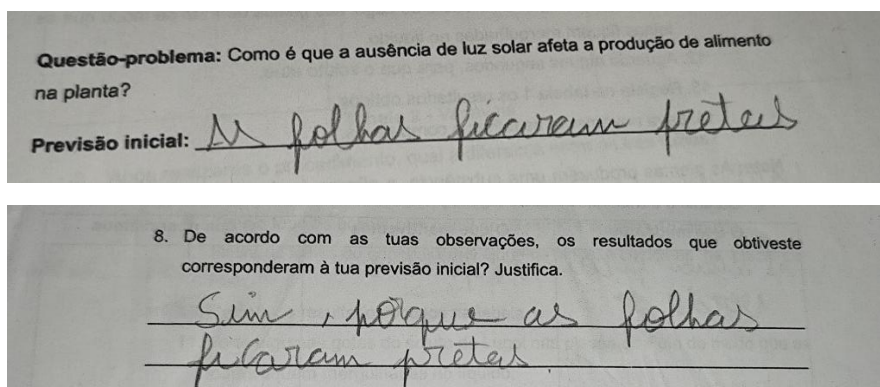 Questão-problema: Como é que a ausência de luz solar afeta a produção de alimento
na planta?
Previsão inicial: As folhas ficaram pretas
8. De acordo com as tuas observações, os resultados que obtiveste
corresponderam à tua previsão inicial? Justifica.
Sim, porque as folhas
ficaram pretas